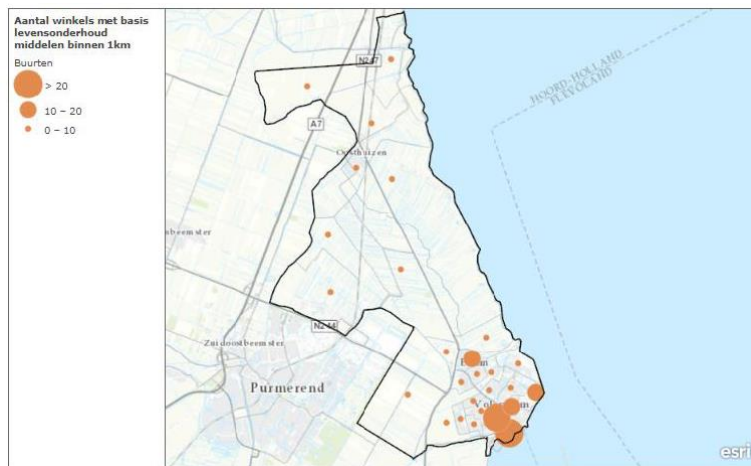 Aantal winkels met basis
levensonderhoud
middelen binnen 1km
Buurten
> 20
10 – 20
0 – 10
N247
NOORD-HOLLAND
FLEVOLAND
A7
Oosthuizen
N244
Zuidoostbeemster
Purmerend
esri